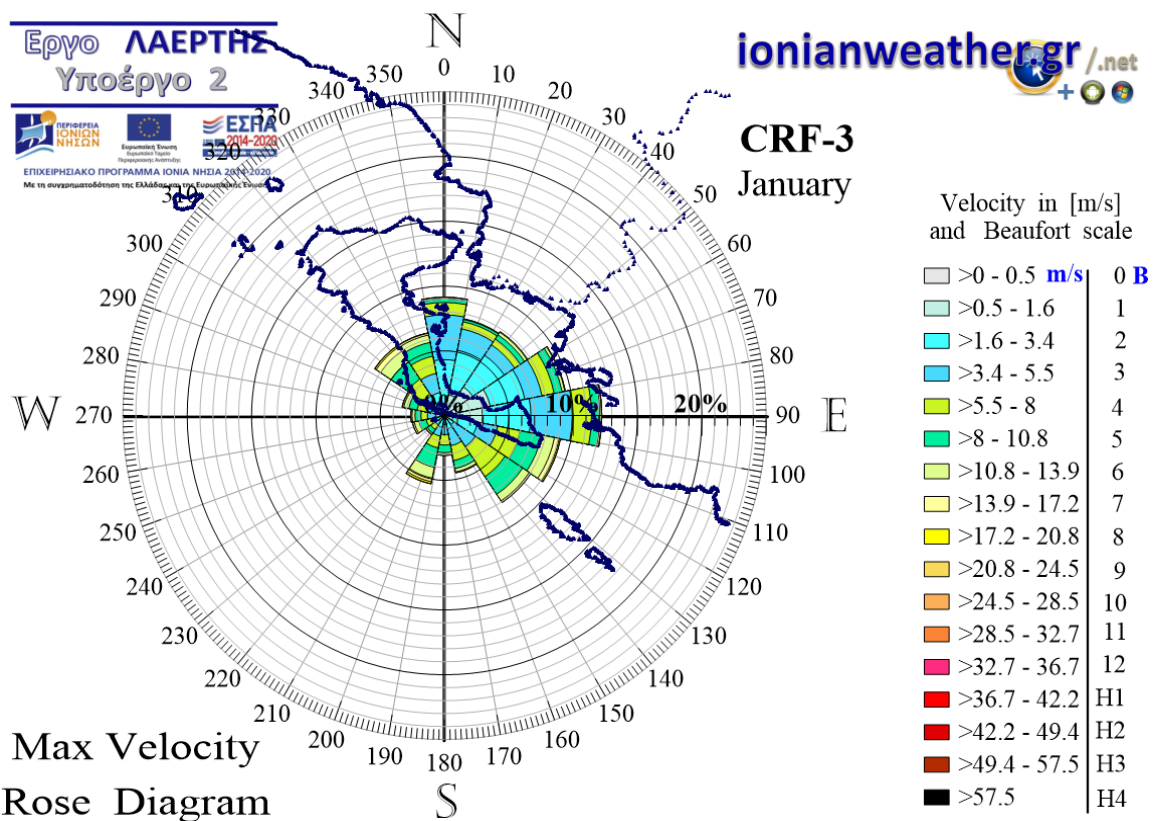 Εργο ΛΑΕΡΤΗΣ
Υποέργο 2
ΠΕΡΙΦΕΡΕΙΑ
ΙΟΝΙΩΝ
ΝΗΣΩΝ
Ευρωπαϊκή Ένωση
Ευρωπαϊκό Ταμείο
Περιφερειακής Ανάπτυξης
ΕΣΠΑ
2014-2020
ΕΠΙΧΕΙΡΗΣΙΑΚΟ ΠΡΟΓΡΑΜΜΑ ΙΟΝΙΑ ΝΗΣΙΑ 2014-2020
Με τη συγχρηματοδότηση της Ελλάδας και της Ευρωπαϊκής Ένωσης
ionianweather.gr/.net
CRF-3
January
N
0
10
20
30
40
50
60
70
80
90
E
100
110
120
130
140
150
160
170
180
S
190
200
210
220
230
240
250
260
270
W
280
290
300
310
320
330
340
350
0%
10%
20%
Velocity in [m/s]
and Beaufort scale
>0 - 0.5 m/s 0 B
>0.5 - 1.6 1
>1.6 - 3.4 2
>3.4 - 5.5 3
>5.5 - 8 4
>8 - 10.8 5
>10.8 - 13.9 6
>13.9 - 17.2 7
>17.2 - 20.8 8
>20.8 - 24.5 9
>24.5 - 28.5 10
>28.5 - 32.7 11
>32.7 - 36.7 12
>36.7 - 42.2 H1
>42.2 - 49.4 H2
>49.4 - 57.5 H3
>57.5 H4
Max Velocity
Rose Diagram